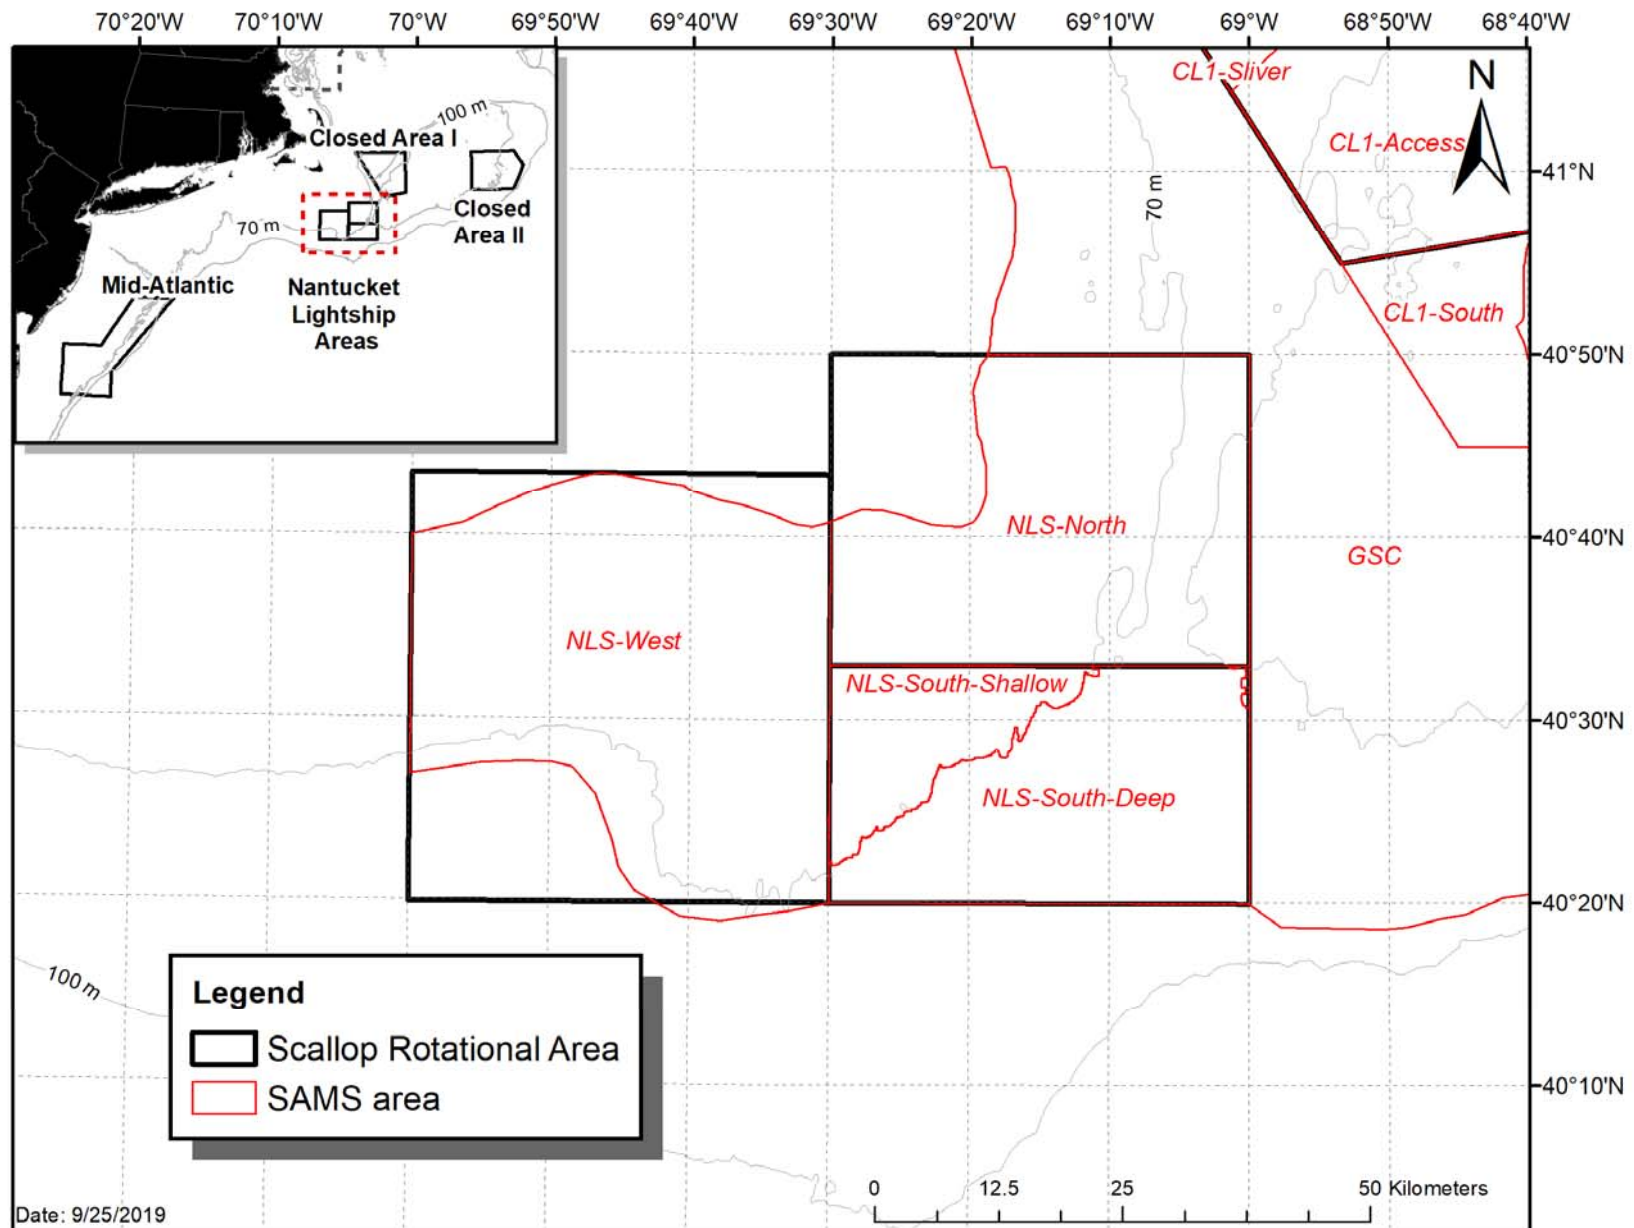 70°20'W 70°10'W 70°W 69°50'W 69°40'W 69°30'W 69°20'W 69°10'W 69°W 68°50'W 68°40'W
100 m
Closed Area I
Closed
Area II
70 m
Mid-Atlantic
Nantucket
Lightship
Areas
CL1-Sliver
N
CL1-Access
41°N
70 m
CL1-South
40°50'N
NLS-North
40°40'N
GSC
NLS-West
NLS-South-Shallow
40°30'N
NLS-South-Deep
40°20'N
100 m
Legend
Scallop Rotational Area
SAMS area
40°10'N
0 12.5 25 50 Kilometers
Date: 9/25/2019